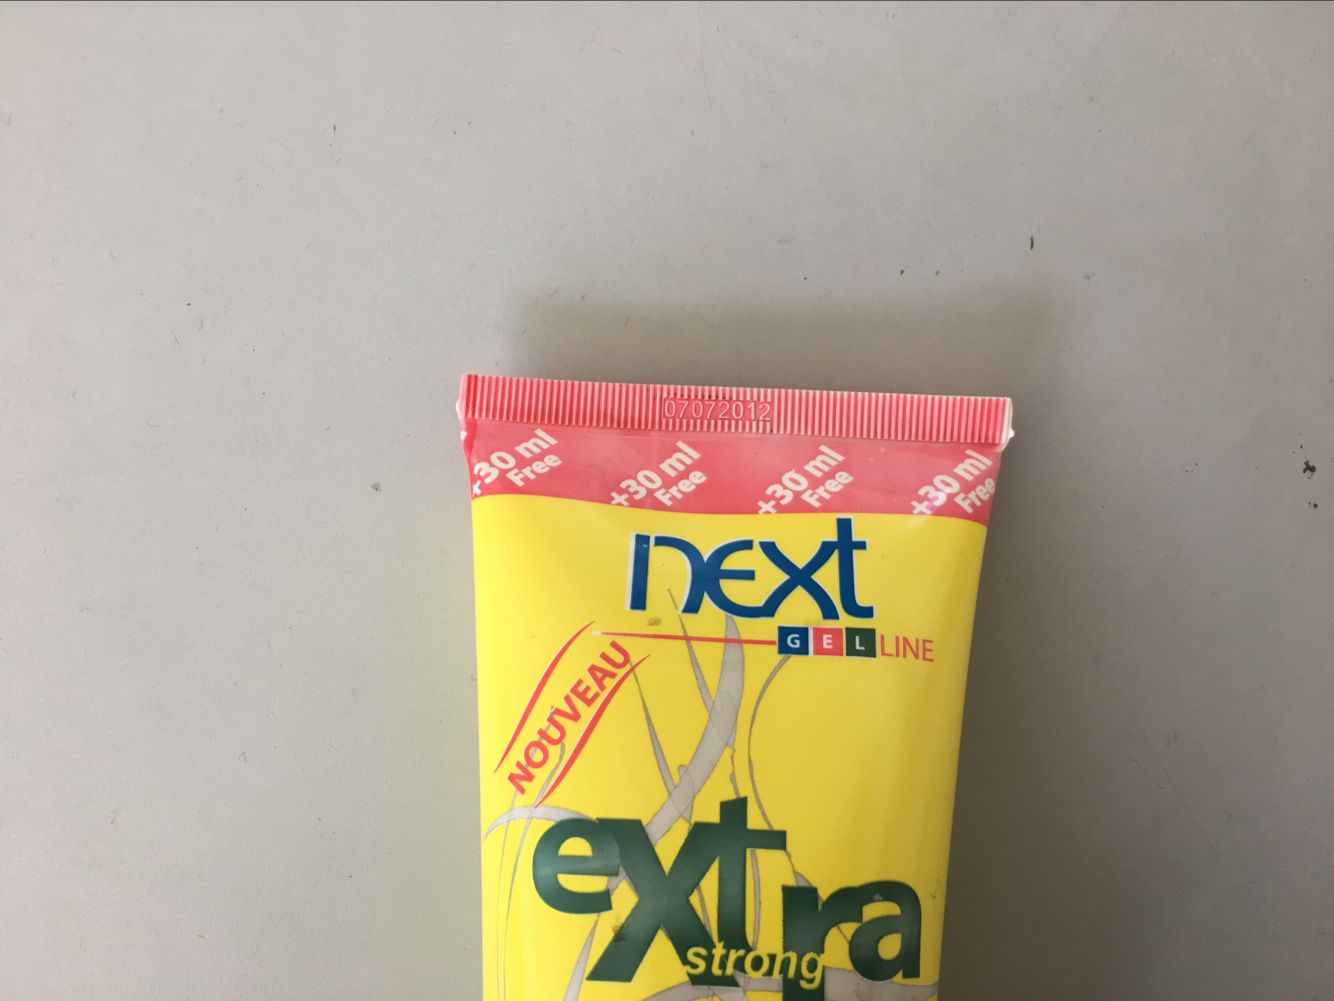 07072012
+30 ml Free
+30 ml Free
+30 ml Free
+30 ml Free
next
GEL LINE
NOUVEAU
extra
strong